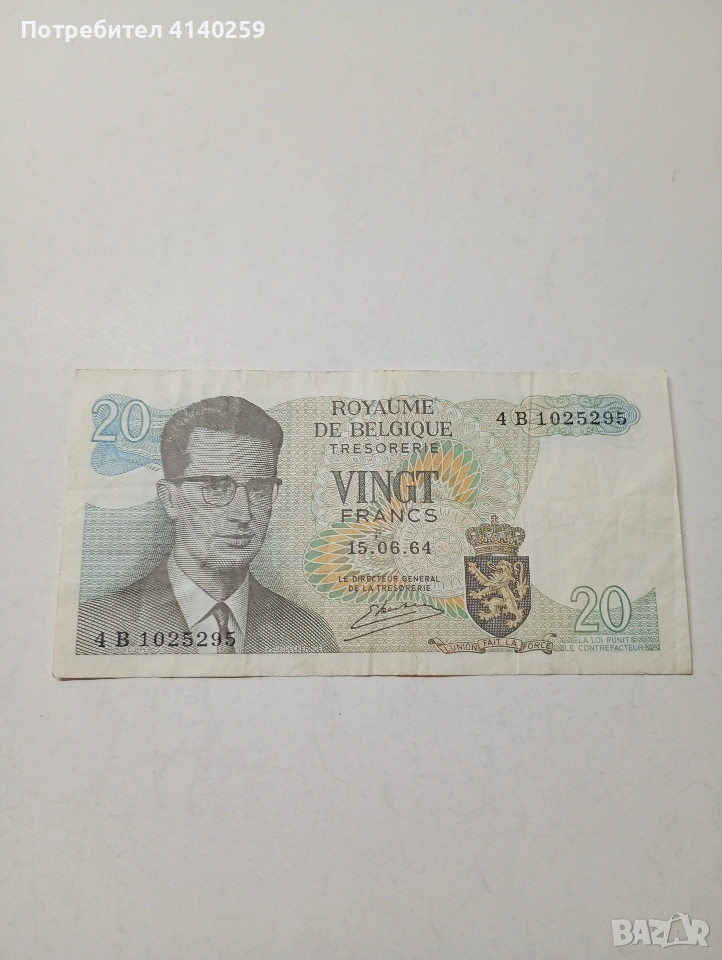 Потребител 4140259
20
ROYAUME
DE BELGIQUE
TRESORERIE
4 B 1025295
VINGT
FRANCS
15.06.64
LE DIRECTEUR GENERAL
DE LA TRESORERIE
4 B 1025295
L'UNION FAIT LA FORCE
20
LA LOI PUNIT
LE CONTREFACTEUR
BAZAR